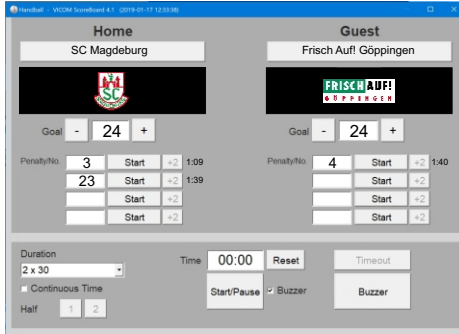 Handball - VICOM ScoreBoard 4.1 (2019-01-17 12:33:38)
Home
Guest
SC Magdeburg
Frisch Auf! Göppingen
SC
FRISCH AUF!
GÖPPINGEN
Goal - 24 +
Goal - 24 +
Penalty/No. 3 Start +2 1:09
Penalty/No. 4 Start +2 1:40
23 Start +2 1:39
Start +2
Start +2
Start +2
Start +2
Start +2
Duration
2 x 30
Continuous Time
Half 1 2
Time 00:00 Reset
Start/Pause Buzzer
Timeout
Buzzer